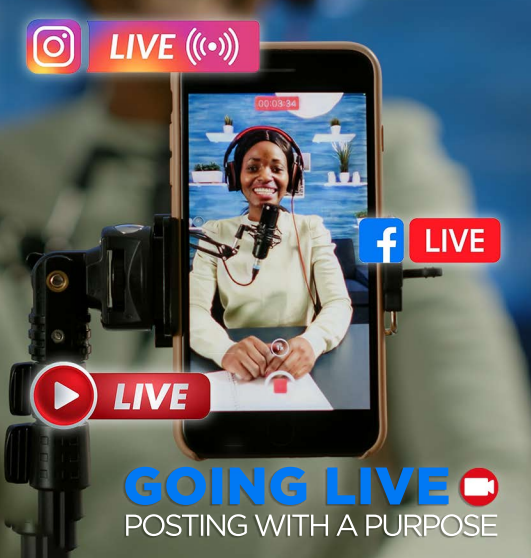 LIVE
00:03:34
LIVE
LIVE
GOING LIVE
POSTING WITH A PURPOSE